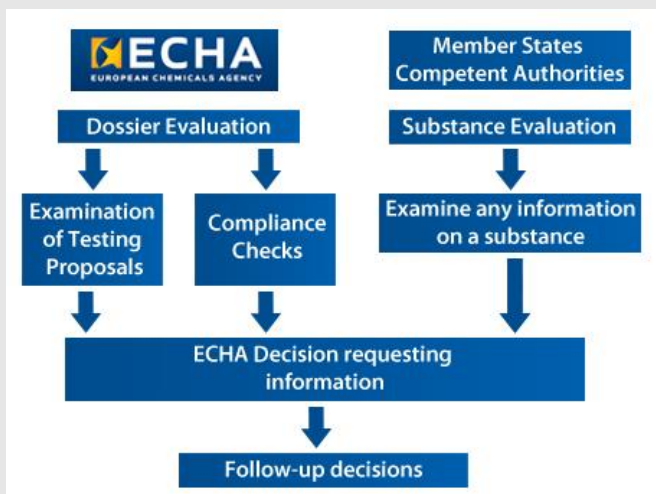 ECHA
EUROPEAN CHEMICALS AGENCY
Member States
Competent Authorities
Dossier Evaluation
Substance Evaluation
Examination
of Testing
Proposals
Compliance
Checks
Examine any information
on a substance
ECHA Decision requesting
information
Follow-up decisions